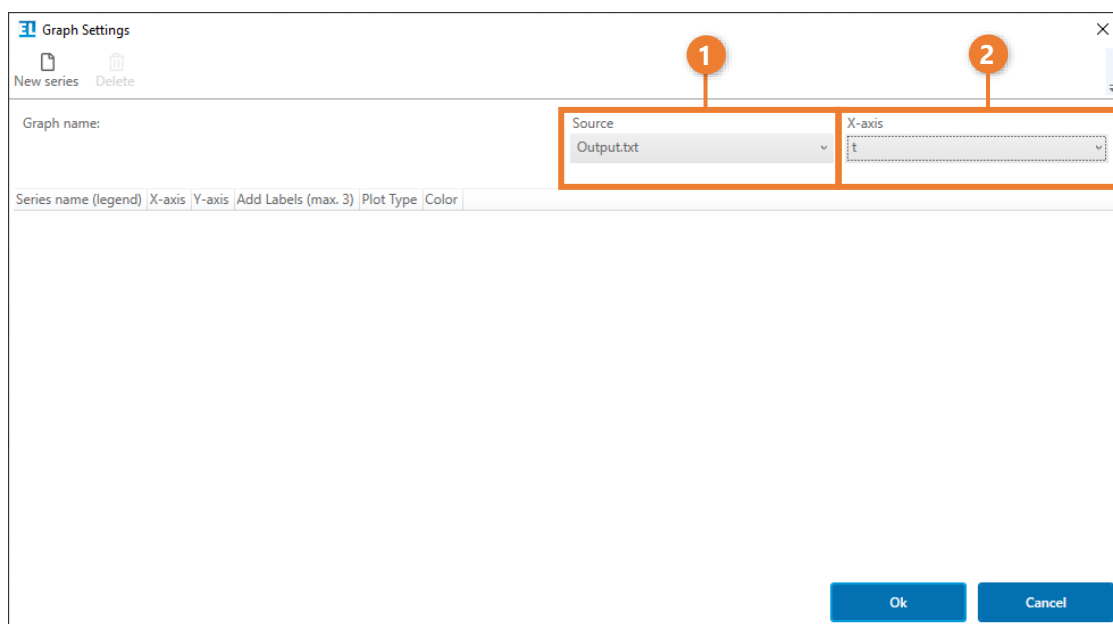 Graph Settings
New series Delete
1 2
Graph name: Source X-axis
Output.txt t
Series name (legend) X-axis Y-axis Add Labels (max. 3) Plot Type Color
Ok Cancel